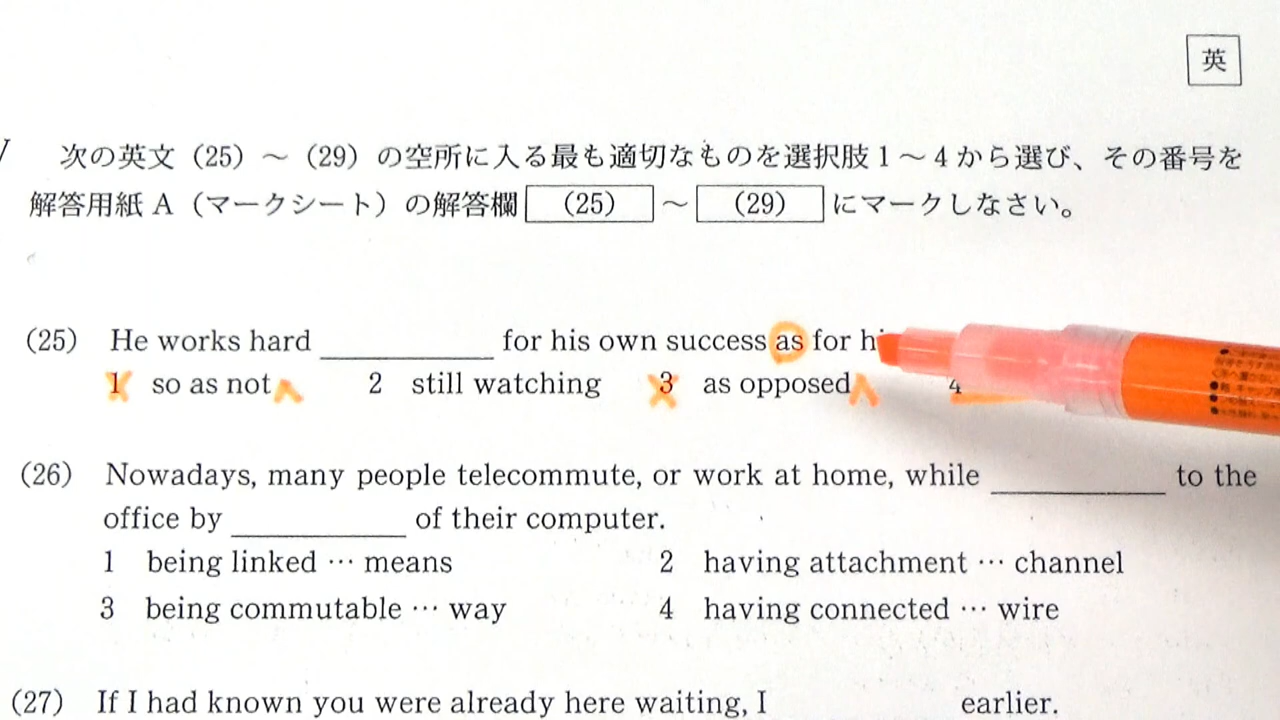 英
次の英文（25）～（29）の空所に入る最も適切なものを選択肢1～4から選び、その番号を
解答用紙A（マークシート）の解答欄 （25） ～ （29） にマークしなさい。
(25) He works hard ____________ for his own success as for
1 so as not 2 still watching 3 as opposed 4
(26) Nowadays, many people telecommute, or work at home, while ____________ to the
office by ____________ of their computer.
1 being linked … means 2 having attachment … channel
3 being commutable … way 4 having connected … wire
(27) If I had known you were already here waiting, I earlier.